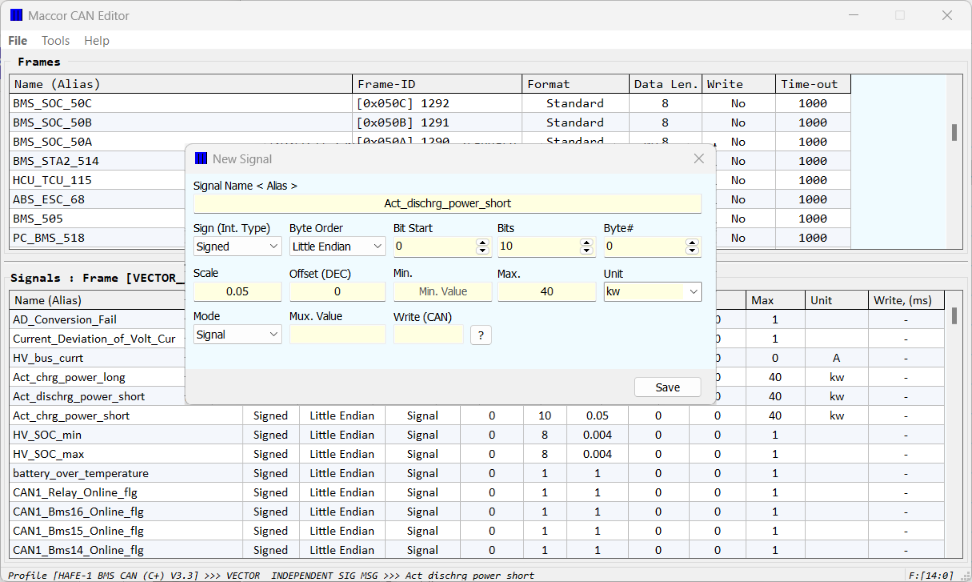 Maccor CAN Editor
File Tools Help
Frames
Name (Alias) Frame-ID Format Data Len. Write Time-out
BMS_SOC_50C [0x050C] 1292 Standard 8 No 1000
BMS_SOC_50B [0x050B] 1291 Standard 8 No 1000
BMS_SOC_50A [0x050A] 1290 Standard 8 No 1000
BMS_STA2_514 No 1000
HCU_TCU_115 No 1000
ABS_ESC_68 No 1000
BMS_505 No 1000
PC_BMS_518 No 1000
New Signal
Signal Name < Alias >
Act_dischrg_power_short
Sign (Int. Type) Byte Order Bit Start Bits Byte#
Signed Little Endian 0 10 0
Scale Offset (DEC) Min. Max. Unit
0.05 0 Min. Value 40 kw
Mode Mux. Value Write (CAN)
Signal ?
Save
Signals : Frame [VECTOR_
Name (Alias) Max Unit Write, (ms)
AD_Conversion_Fail 0 1 -
Current_Deviation_of_Volt_Cur 0 1 -
HV_bus_currt 0 0 A -
Act_chrg_power_long 0 40 kw -
Act_dischrg_power_short 0 40 kw -
Act_chrg_power_short Signed Little Endian Signal 0 10 0.05 0 0 40 kw -
HV_SOC_min Signed Little Endian Signal 0 8 0.004 0 0 1 -
HV_SOC_max Signed Little Endian Signal 0 8 0.004 0 0 1 -
battery_over_temperature Signed Little Endian Signal 0 1 1 0 0 1 -
CAN1_Relay_Online_flg Signed Little Endian Signal 0 1 1 0 0 1 -
CAN1_Bms16_Online_flg Signed Little Endian Signal 0 1 1 0 0 1 -
CAN1_Bms15_Online_flg Signed Little Endian Signal 0 1 1 0 0 1 -
CAN1_Bms14_Online_flg Signed Little Endian Signal 0 1 1 0 0 1 -
Profile [HAFE-1 BMS CAN (C+) V3.3] >>> VECTOR__INDEPENDENT_SIG_MSG >>> Act_dischrg_power_short F:[14:0]